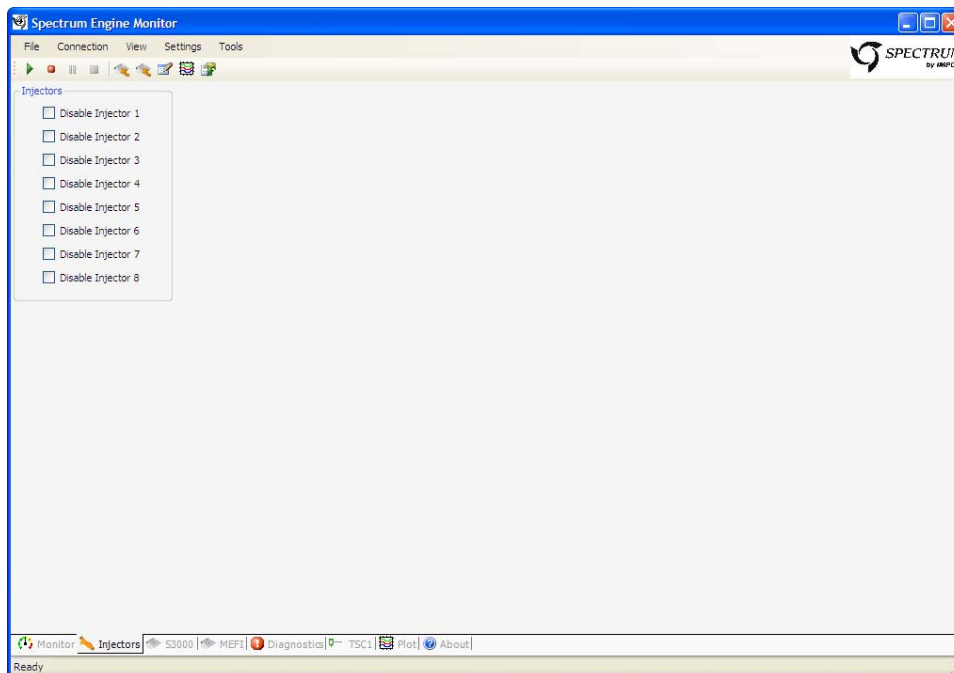 Spectrum Engine Monitor
File Connection View Settings Tools
SPECTRUM
by IMPCO
Injectors
Disable Injector 1
Disable Injector 2
Disable Injector 3
Disable Injector 4
Disable Injector 5
Disable Injector 6
Disable Injector 7
Disable Injector 8
Monitor Injectors S3000 MEFI Diagnostics TSC1 Plot About
Ready